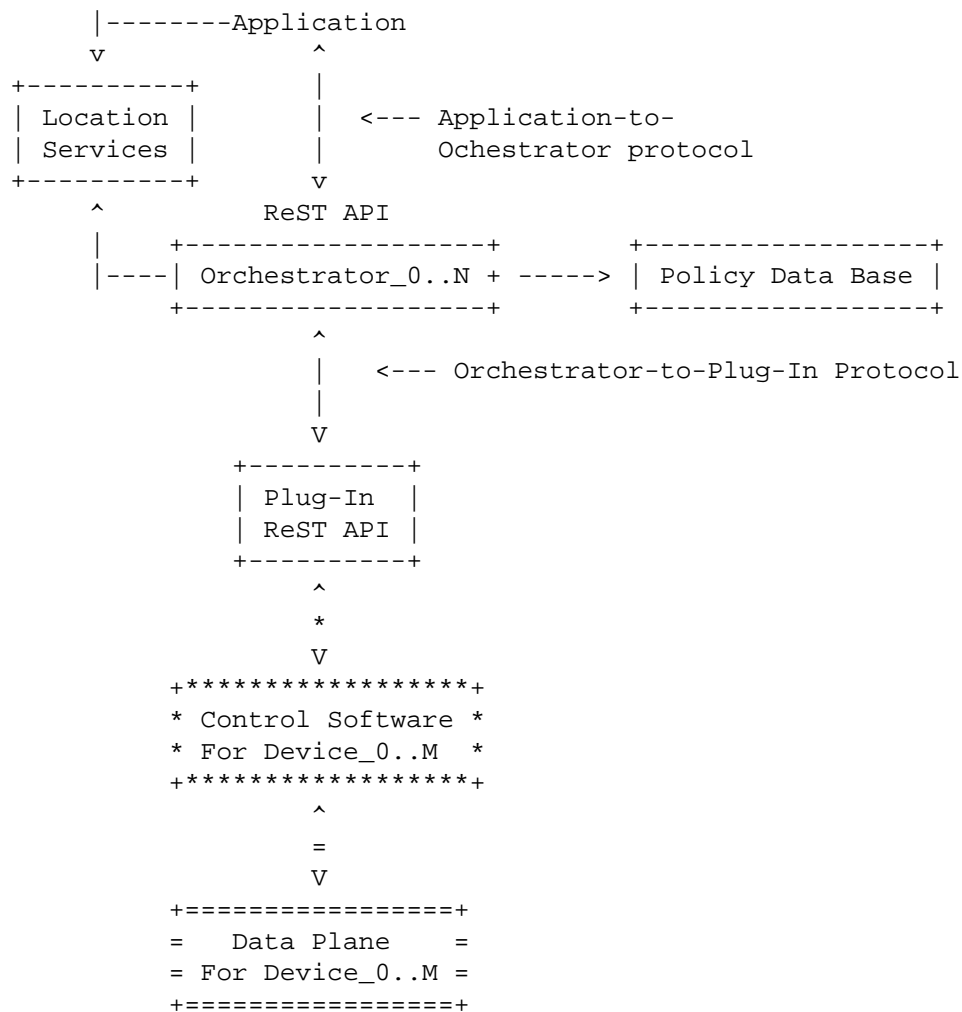 Application
Location
Services
<--- Application-to-
Ochestrator protocol
ReST API
Orchestrator_0..N + -----> Policy Data Base
<--- Orchestrator-to-Plug-In Protocol
Plug-In
ReST API
Control Software
For Device_0..M
Data Plane
For Device_0..M